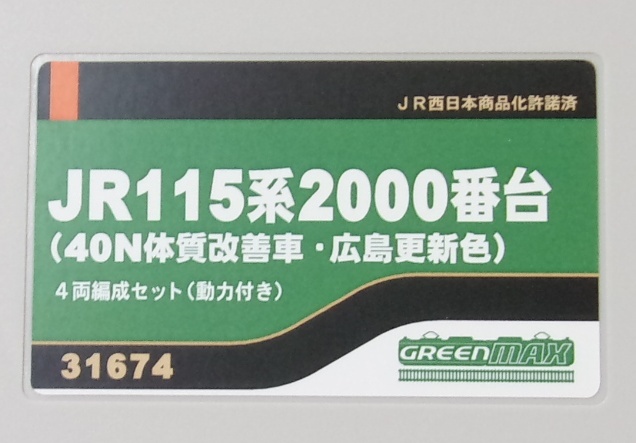 JR西日本商品化許諾済
JR115系2000番台
(40N体質改善車・広島更新色)
4両編成セット(動力付き)
31674
GREENMAX